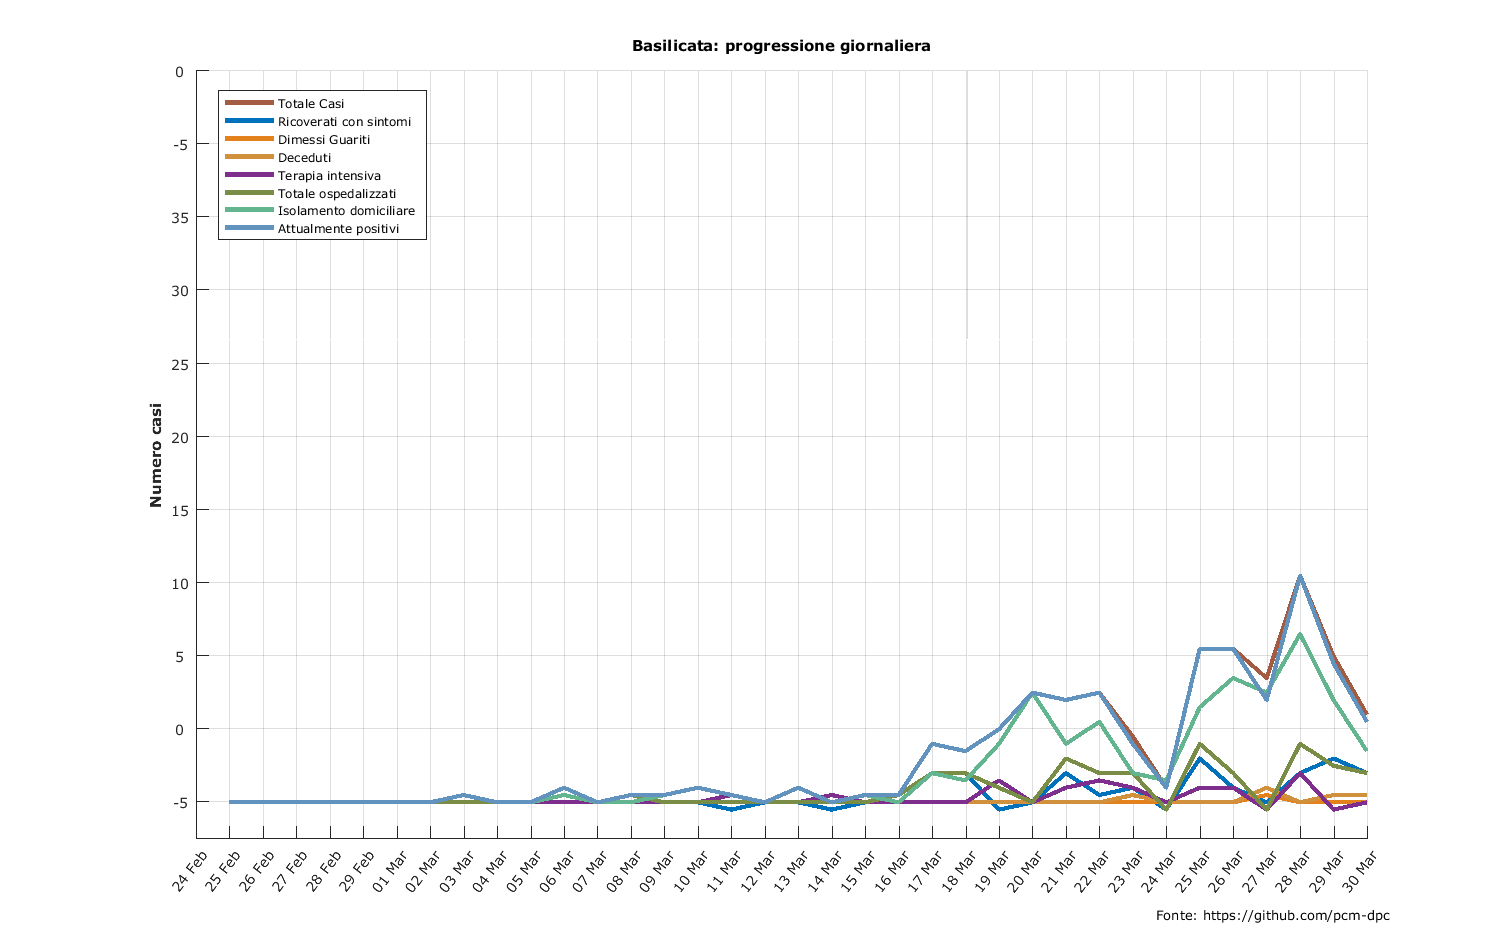 Basilicata: progressione giornaliera
0
-5
35
30
25
20
15
10
5
0
-5
Numero casi
Totale Casi
Ricoverati con sintomi
Dimessi Guariti
Deceduti
Terapia intensiva
Totale ospedalizzati
Isolamento domiciliare
Attualmente positivi
24 Feb
25 Feb
26 Feb
27 Feb
28 Feb
29 Feb
01 Mar
02 Mar
03 Mar
04 Mar
05 Mar
06 Mar
07 Mar
08 Mar
09 Mar
10 Mar
11 Mar
12 Mar
13 Mar
14 Mar
15 Mar
16 Mar
17 Mar
18 Mar
19 Mar
20 Mar
21 Mar
22 Mar
23 Mar
24 Mar
25 Mar
26 Mar
27 Mar
28 Mar
29 Mar
30 Mar
Fonte: https://github.com/pcm-dpc